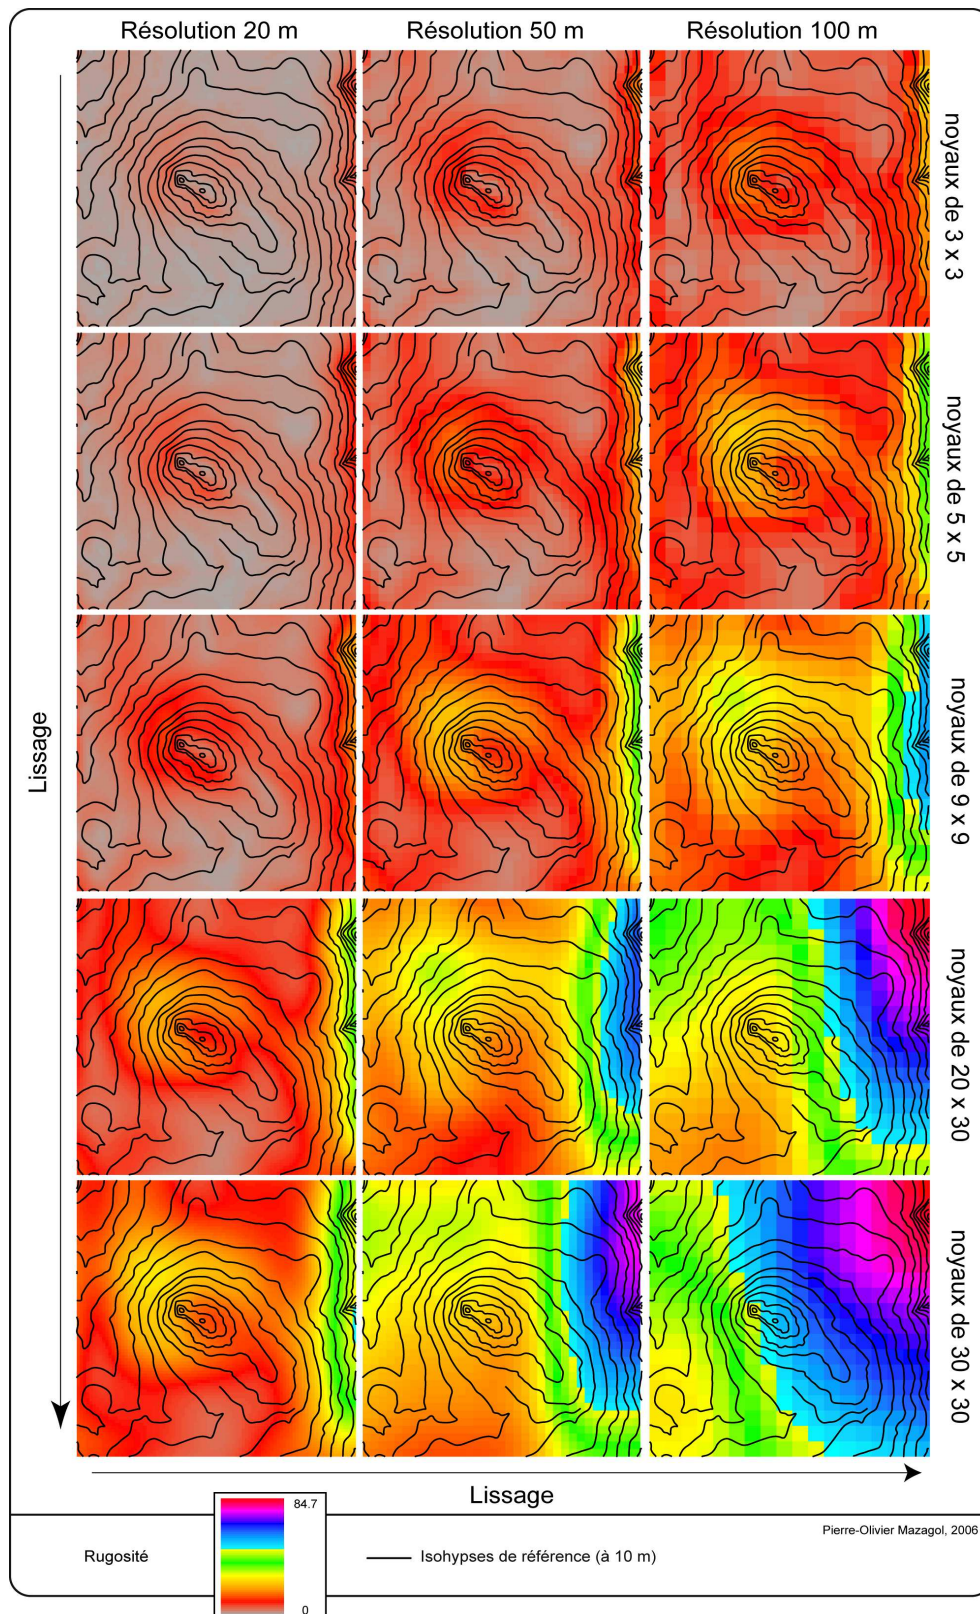 Résolution 20 m
Résolution 50 m
Résolution 100 m
noyaux de 3 x 3
noyaux de 5 x 5
noyaux de 9 x 9
noyaux de 20 x 30
noyaux de 30 x 30
Lissage
Lissage
84.7
0
Rugosité
Isohypses de référence (à 10 m)
Pierre-Olivier Mazagol, 2006